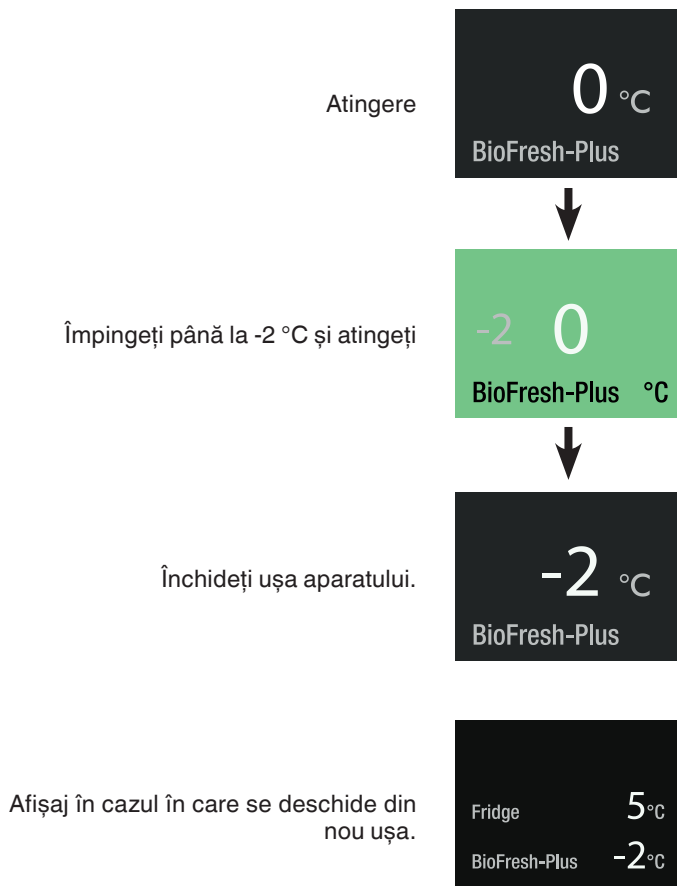 Atingere
0 °C
BioFresh-Plus
Împingeți până la -2 °C și atingeți
-2 0
BioFresh-Plus °C
Închideți ușa aparatului.
-2 °C
BioFresh-Plus
Afișaj în cazul în care se deschide din
nou ușa.
Fridge 5°C
BioFresh-Plus -2°C